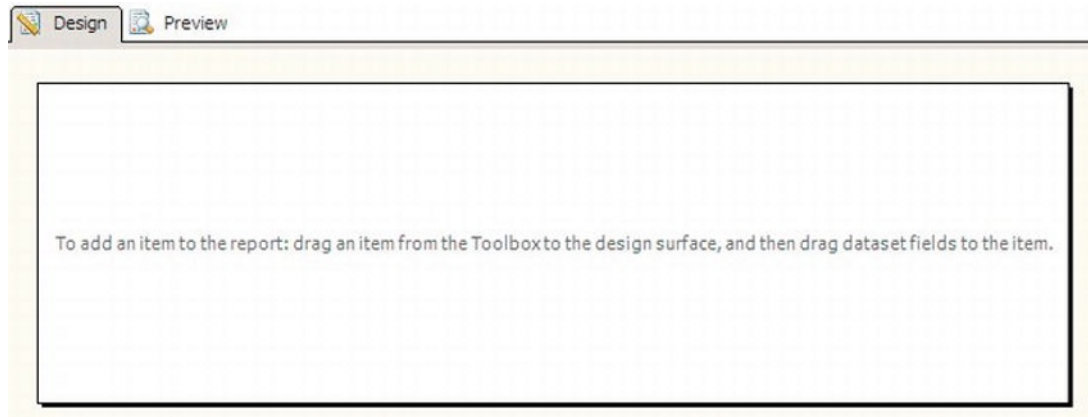 Design Preview
To add an item to the report: drag an item from the Toolbox to the design surface, and then drag dataset fields to the item.